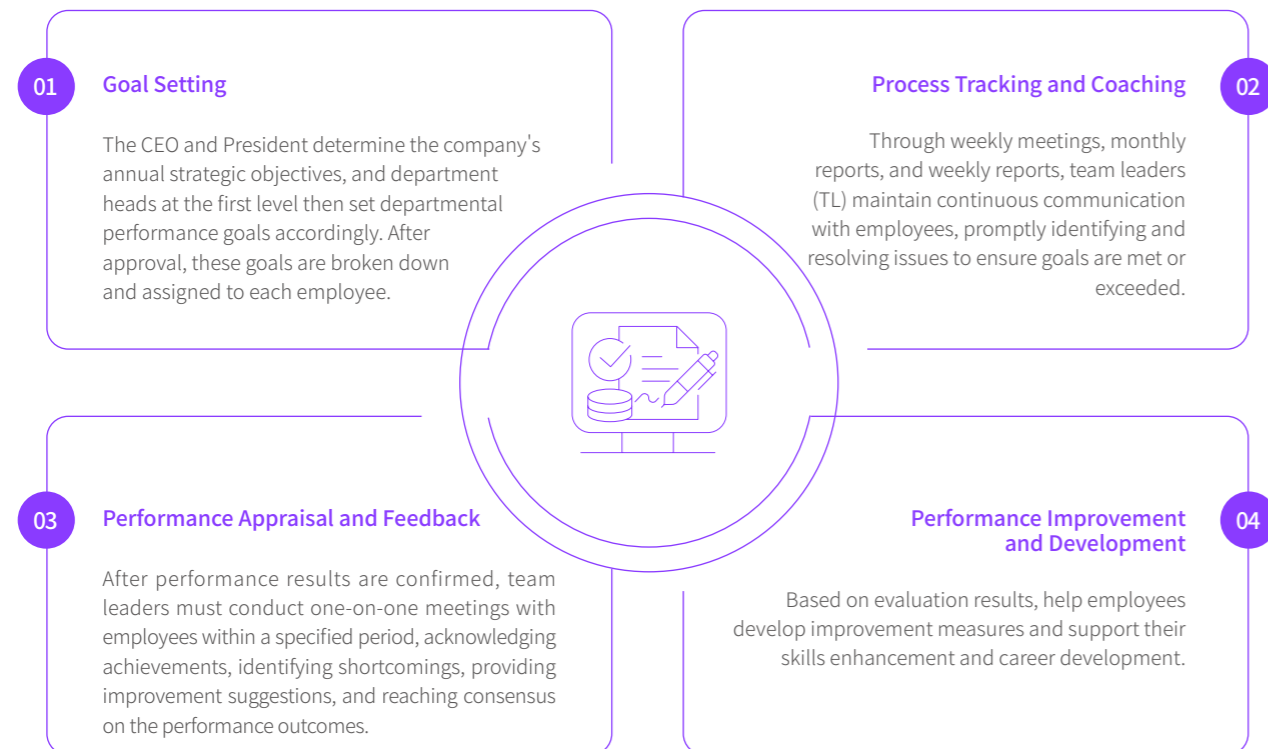 01
Goal Setting
The CEO and President determine the company's
annual strategic objectives, and department
heads at the first level then set departmental
performance goals accordingly. After
approval, these goals are broken down
and assigned to each employee.
02
Process Tracking and Coaching
Through weekly meetings, monthly
reports, and weekly reports, team leaders
(TL) maintain continuous communication
with employees, promptly identifying and
resolving issues to ensure goals are met or
exceeded.
03
Performance Appraisal and Feedback
After performance results are confirmed, team
leaders must conduct one-on-one meetings with
employees within a specified period, acknowledging
achievements, identifying shortcomings, providing
improvement suggestions, and reaching consensus
on the performance outcomes.
04
Performance Improvement
and Development
Based on evaluation results, help employees
develop improvement measures and support their
skills enhancement and career development.